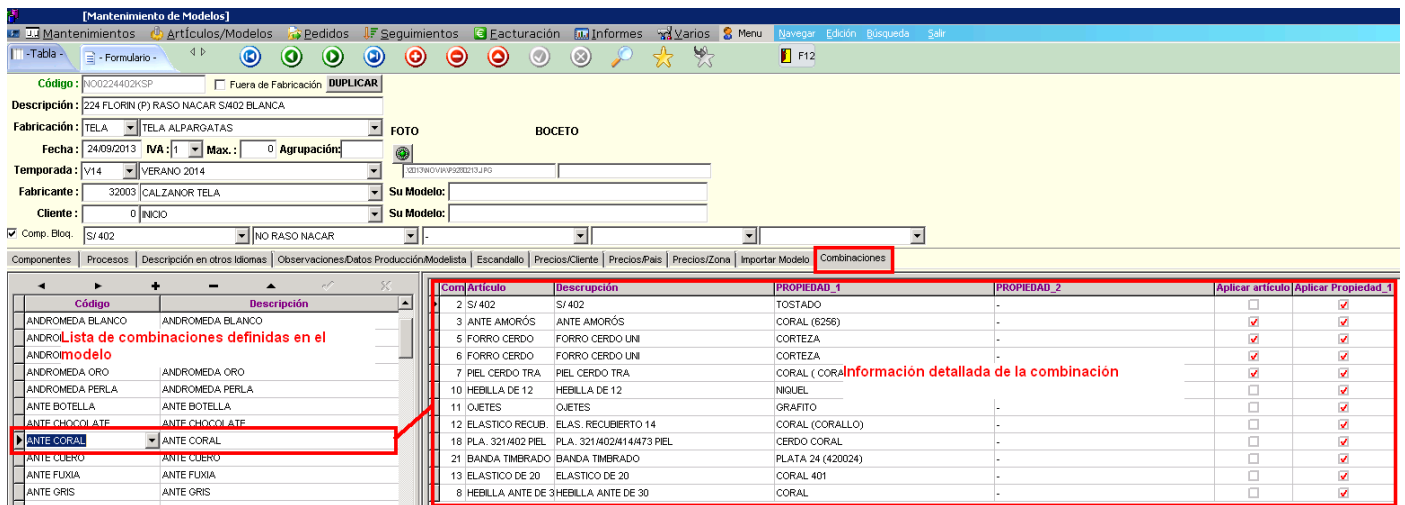 [Mantenimiento de Modelos]
Mantenimientos Artículos/Modelos Pedidos Seguimientos Facturación Informes Varios Menu Navegar Edición Búsqueda Salir
-Tabla - - Formulario - F12
Código : NO0224402KSP Fuera de Fabricación DUPLICAR
Descripción : 224 FLORIN (P) RASO NACAR S/402 BLANCA
Fabricación : TELA TELA ALPARGATAS FOTO BOCETO
Fecha : 24/09/2013 IVA : 1 Max. : 0 Agrupación:
Temporada : V14 VERANO 2014
Fabricante : 32003 CALZANOR TELA Su Modelo:
Cliente : 0 INICIO Su Modelo:
Comp. Bloq. S/ 402 NO RASO NACAR -
Componentes Procesos Descripción en otros Idiomas Observaciones/Datos Producción/Modelista Escandallo Precios/Cliente Precios/Pais Precios/Zona Importar Modelo Combinaciones
Código Descripción
ANDROMEDA BLANCO ANDROMEDA BLANCO
ANDRO
Lista de combinaciones definidas en el
modelo
ANDROMEDA ORO ANDROMEDA ORO
ANDROMEDA PERLA ANDROMEDA PERLA
ANTE BOTELLA ANTE BOTELLA
ANTE CHOCOLATE ANTE CHOCOLATE
ANTE CORAL ANTE CORAL
ANTE CUERO ANTE CUERO
ANTE FUXIA ANTE FUXIA
ANTE GRIS ANTE GRIS
Com Artículo Descrupción PROPIEDAD_1 PROPIEDAD_2 Aplicar artículo Aplicar Propiedad_1
2 S/ 402 S/ 402 TOSTADO -
3 ANTE AMORÓS ANTE AMORÓS CORAL (6256) -
5 FORRO CERDO FORRO CERDO UNI CORTEZA -
6 FORRO CERDO FORRO CERDO UNI CORTEZA -
7 PIEL CERDO TRA PIEL CERDO TRA CORAL ( CORA
Información detallada de la combinación
10 HEBILLA DE 12 HEBILLA DE 12 NIQUEL
11 OJETES OJETES GRAFITO -
12 ELASTICO RECUB. ELAS. RECUBIERTO 14 CORAL (CORALLO) -
18 PLA. 321/402 PIEL PLA. 321/402/414/473 PIEL CERDO CORAL -
21 BANDA TIMBRADO BANDA TIMBRADO PLATA 24 (420024) -
13 ELASTICO DE 20 ELASTICO DE 20 CORAL 401 -
8 HEBILLA ANTE DE 3 HEBILLA ANTE DE 30 CORAL -